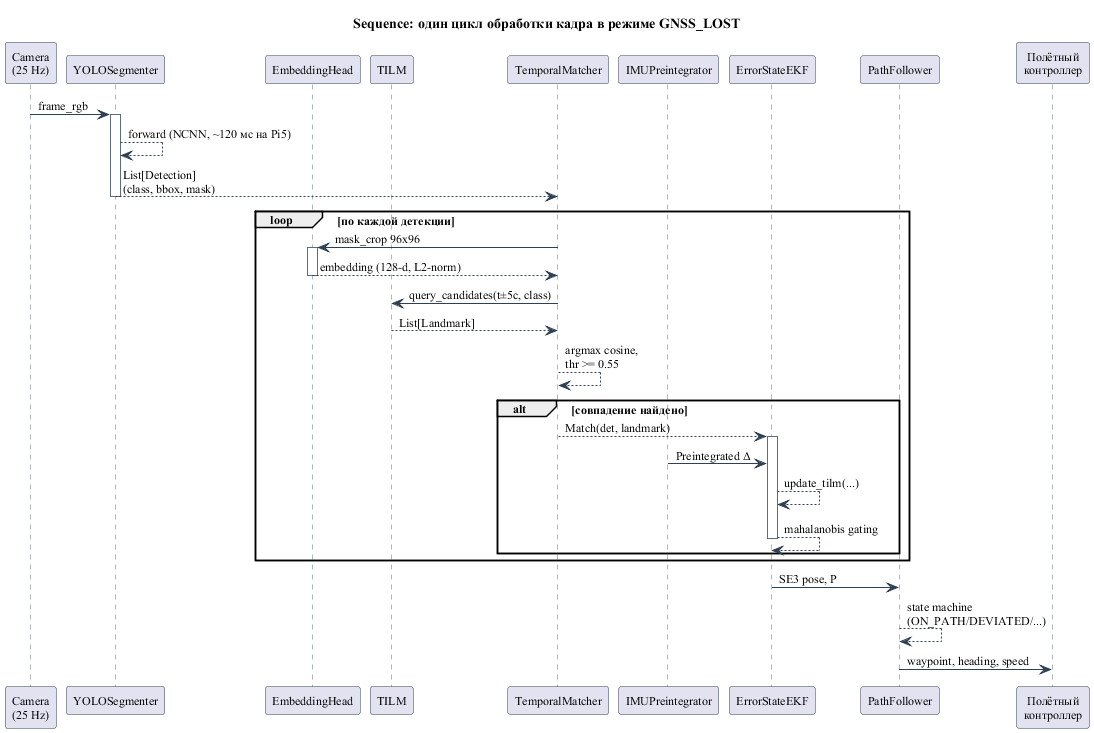 Sequence: один цикл обработки кадра в режиме GNSS_LOST
Camera
(25 Hz)
YOLOSegmenter
EmbeddingHead
TILM
TemporalMatcher
IMUPreintegrator
ErrorStateEKF
PathFollower
Полётный
контроллер
frame_rgb
forward (NCNN, ~120 мс на Pi5)
List[Detection]
(class, bbox, mask)
loop
[по каждой детекции]
mask_crop 96x96
embedding (128-d, L2-norm)
query_candidates(t±5c, class)
List[Landmark]
argmax cosine,
thr >= 0.55
alt
[совпадение найдено]
Match(det, landmark)
Preintegrated Δ
update_tilm(...)
mahalanobis gating
SE3 pose, P
state machine
(ON_PATH/DEVIATED/...)
waypoint, heading, speed
Camera
(25 Hz)
YOLOSegmenter
EmbeddingHead
TILM
TemporalMatcher
IMUPreintegrator
ErrorStateEKF
PathFollower
Полётный
контроллер